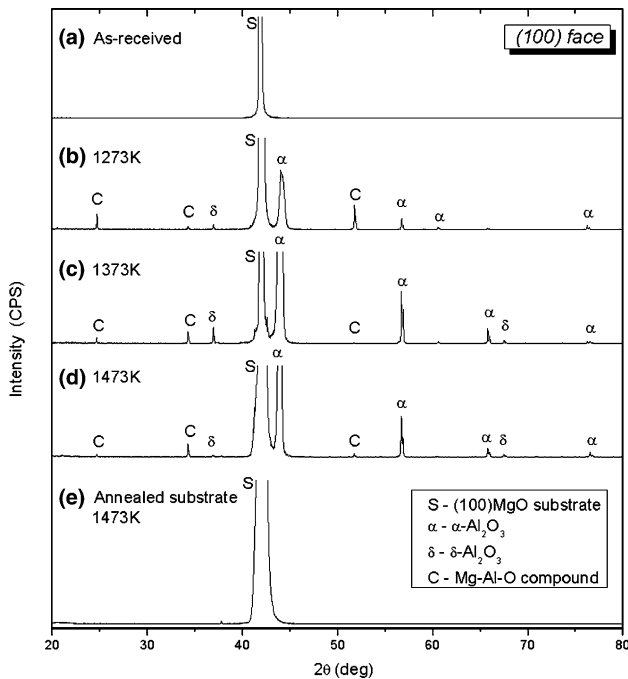 (a) As-received
S
(100) face
(b) 1273K
C
C
δ
S
α
C
α
α
α
(c) 1373K
C
C
δ
S
α
C
α
α
δ
α
(d) 1473K
C
C
δ
S
α
C
α
α
δ
α
(e) Annealed substrate
1473K
S
S - (100)MgO substrate
α - α-Al₂O₃
δ - δ-Al₂O₃
C - Mg-Al-O compound
Intensity (CPS)
20 30 40 50 60 70 80
2θ (deg)